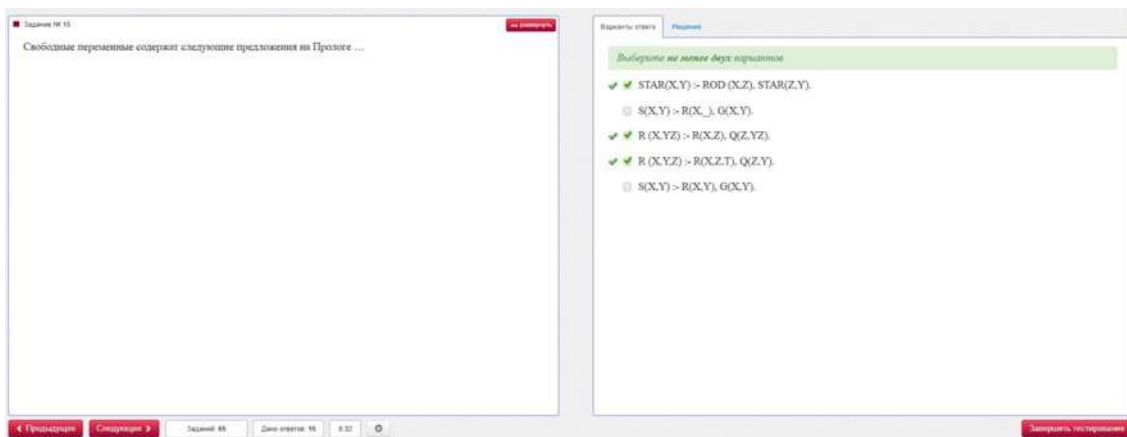 Задание № 15
развернуть
Свободные переменные содержат следующие предложения на Прологе …
Варианты ответа Решение
Выберите не менее двух вариантов
STAR(X,Y) :- ROD (X,Z), STAR(Z,Y).
S(X,Y) :- R(X,_), G(X,Y).
R (X,YZ) :- R(X,Z), Q(Z,YZ).
R (X,Y,Z) :- R(X,Z,T), Q(Z,Y).
S(X,Y) :- R(X,Y), G(X,Y).
Предыдущее Следующее Заданий Дано ответов: 15 Завершить тестирование